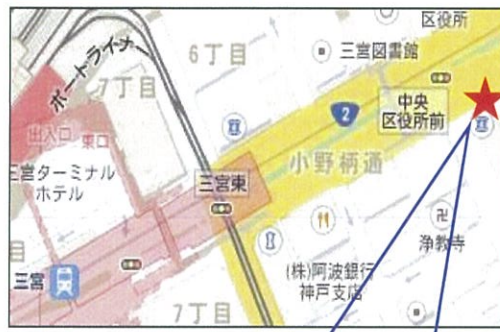 区役所
6丁目
三宮図書館
ポートライナ
7丁目
中央
区役所前
2
出入口
東口
小野柄通
三宮ターミナル
ホテル
三宮東
卍
浄教寺
目
(株)阿波銀行
神戸支店
三宮
7丁目